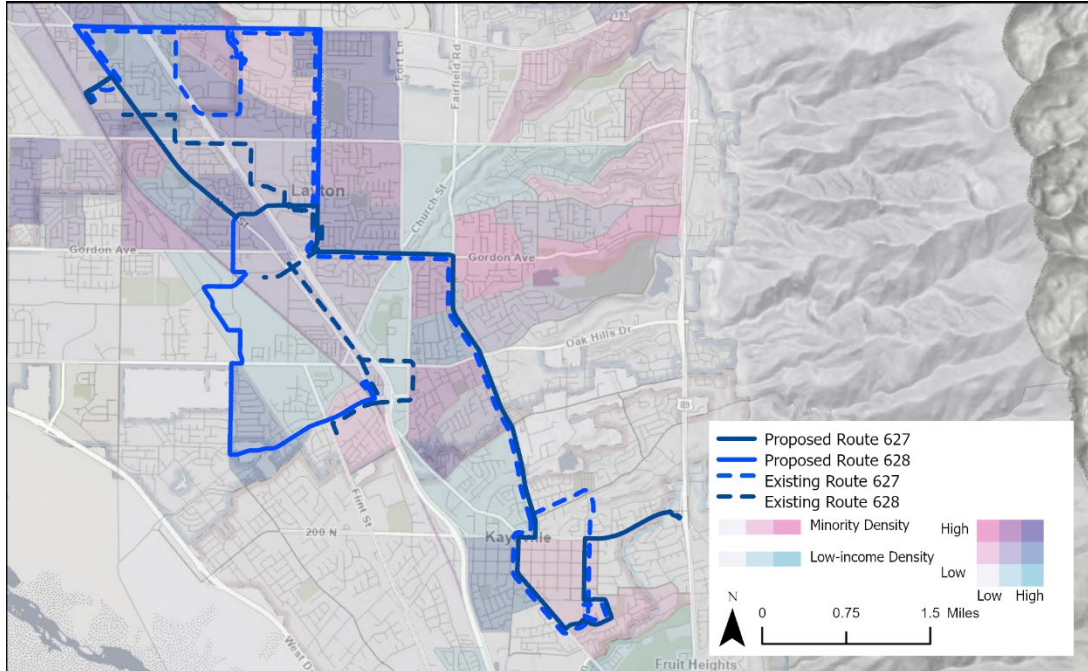 Fort Ln
Fairfield Rd
Layton
Church St
Gordon Ave
Gordon Ave
Oak Hills Dr
89
Flint St
200 N
Kaysville
West D
Fruit Heights
Proposed Route 627
Proposed Route 628
Existing Route 627
Existing Route 628
Minority Density
Low-income Density
High
Low
Low High
N
0 0.75 1.5 Miles